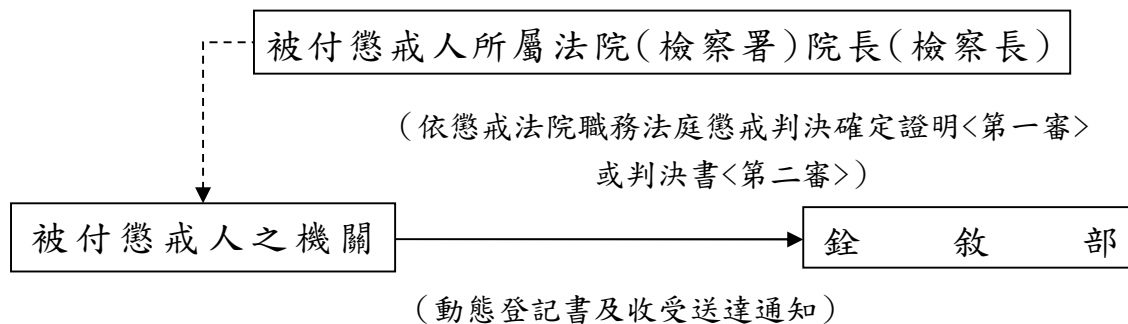 被付懲戒人所屬法院(檢察署)院長(檢察長)
(依懲戒法院職務法庭懲戒判決確定證明<第一審>
或判決書<第二審>)
被付懲戒人之機關
銓敘部
(動態登記書及收受送達通知)